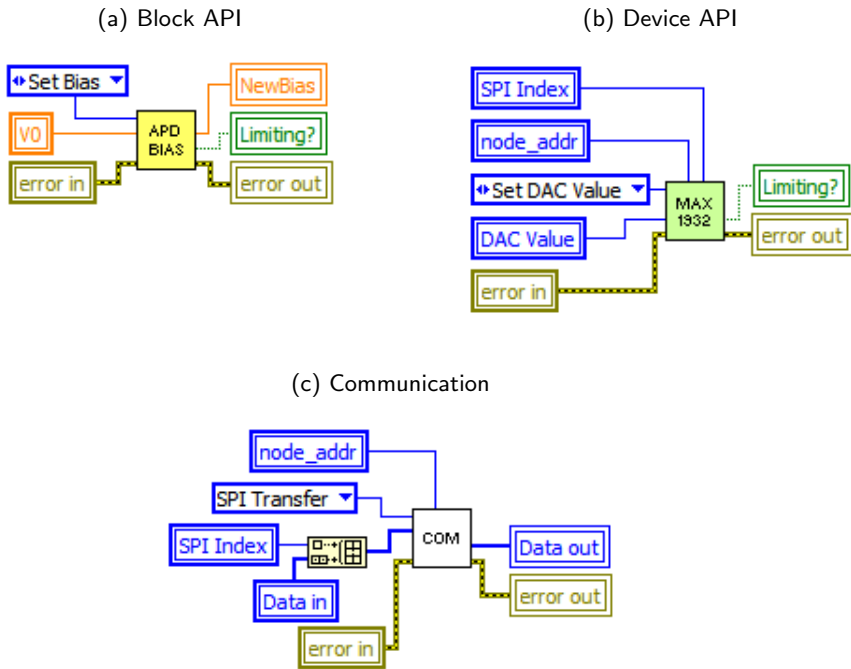 (a) Block API
Set Bias
V0
error in
APD
BIAS
NewBias
Limiting?
error out
(b) Device API
SPI Index
node_addr
Set DAC Value
DAC Value
error in
MAX
1932
Limiting?
error out
(c) Communication
node_addr
SPI Transfer
SPI Index
Data in
error in
COM
Data out
error out